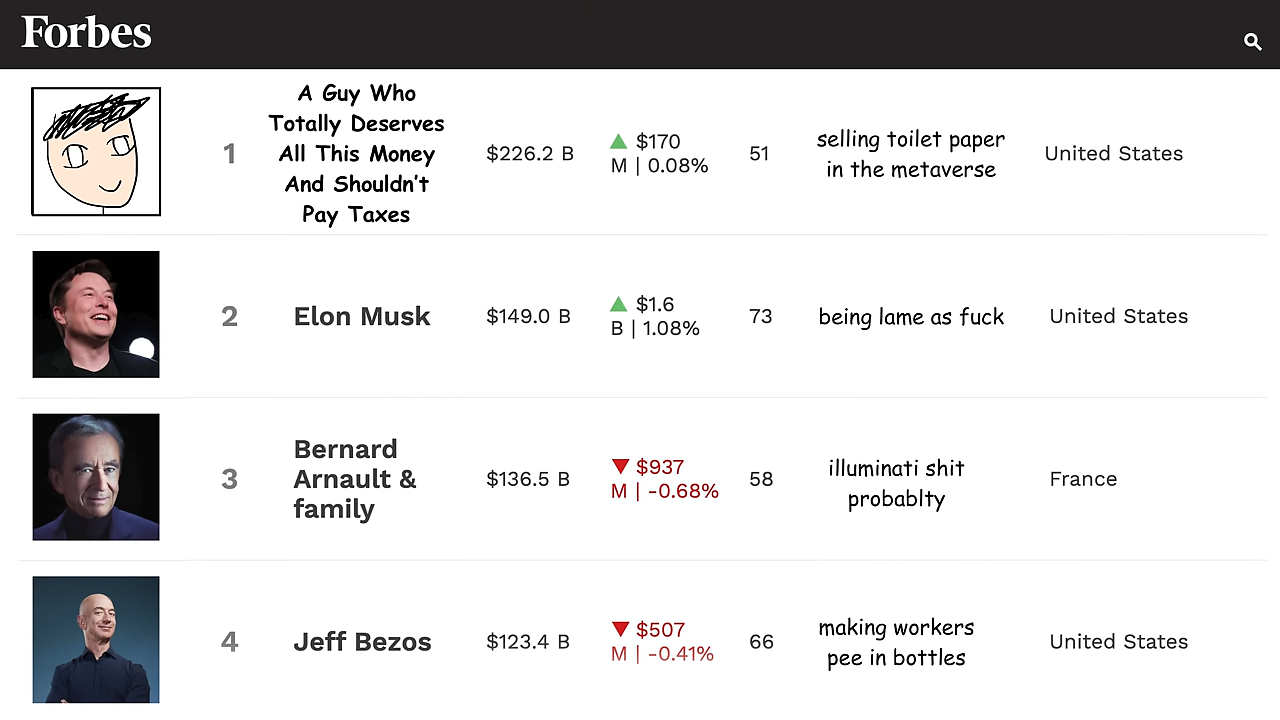 Forbes
1
A Guy Who
Totally Deserves
All This Money
And Shouldn't
Pay Taxes
$226.2 B
▲ $170
M | 0.08%
51
selling toilet paper
in the metaverse
United States
2
Elon Musk
$149.0 B
▲ $1.6
B | 1.08%
73
being lame as fuck
United States
3
Bernard
Arnault &
family
$136.5 B
▼ $937
M | -0.68%
58
illuminati shit
probablty
France
4
Jeff Bezos
$123.4 B
▼ $507
M | -0.41%
66
making workers
pee in bottles
United States